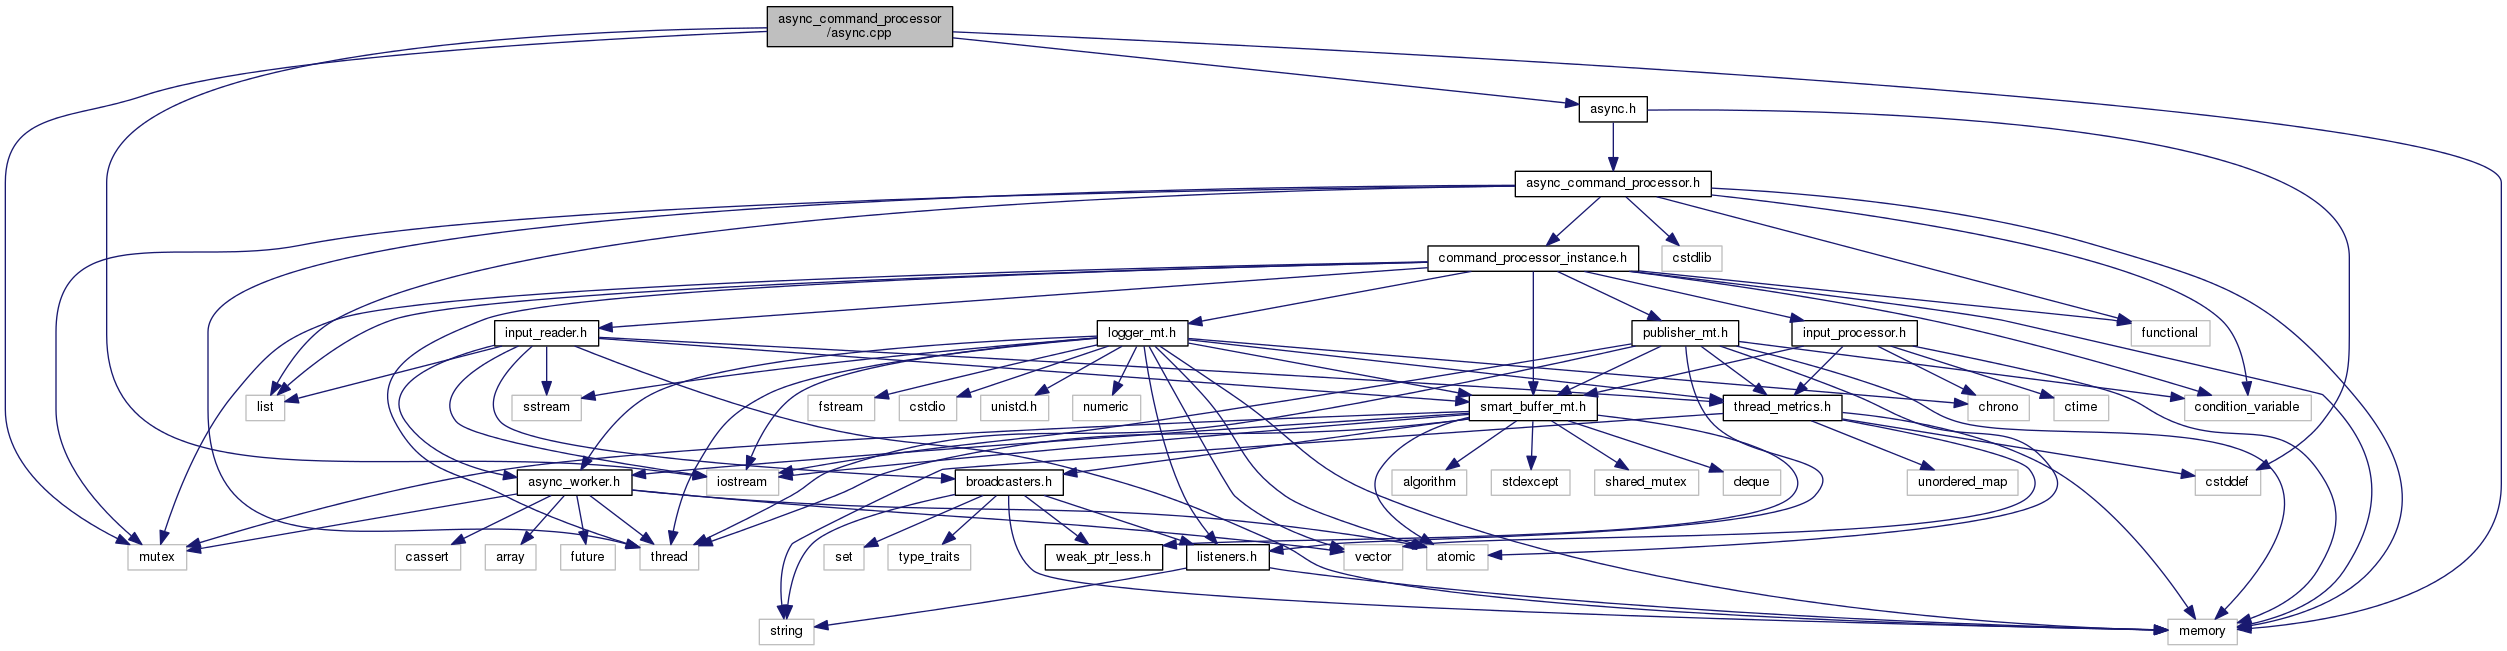 async_command_processor
/async.cpp
async.h
async_command_processor.h
command_processor_instance.h
cstdlib
input_reader.h
logger_mt.h
publisher_mt.h
input_processor.h
functional
list
sstream
fstream
cstdio
unistd.h
numeric
smart_buffer_mt.h
thread_metrics.h
chrono
ctime
condition_variable
async_worker.h
iostream
broadcasters.h
algorithm
stdexcept
shared_mutex
deque
unordered_map
cstddef
mutex
cassert
array
future
thread
set
type_traits
weak_ptr_less.h
listeners.h
vector
atomic
string
memory